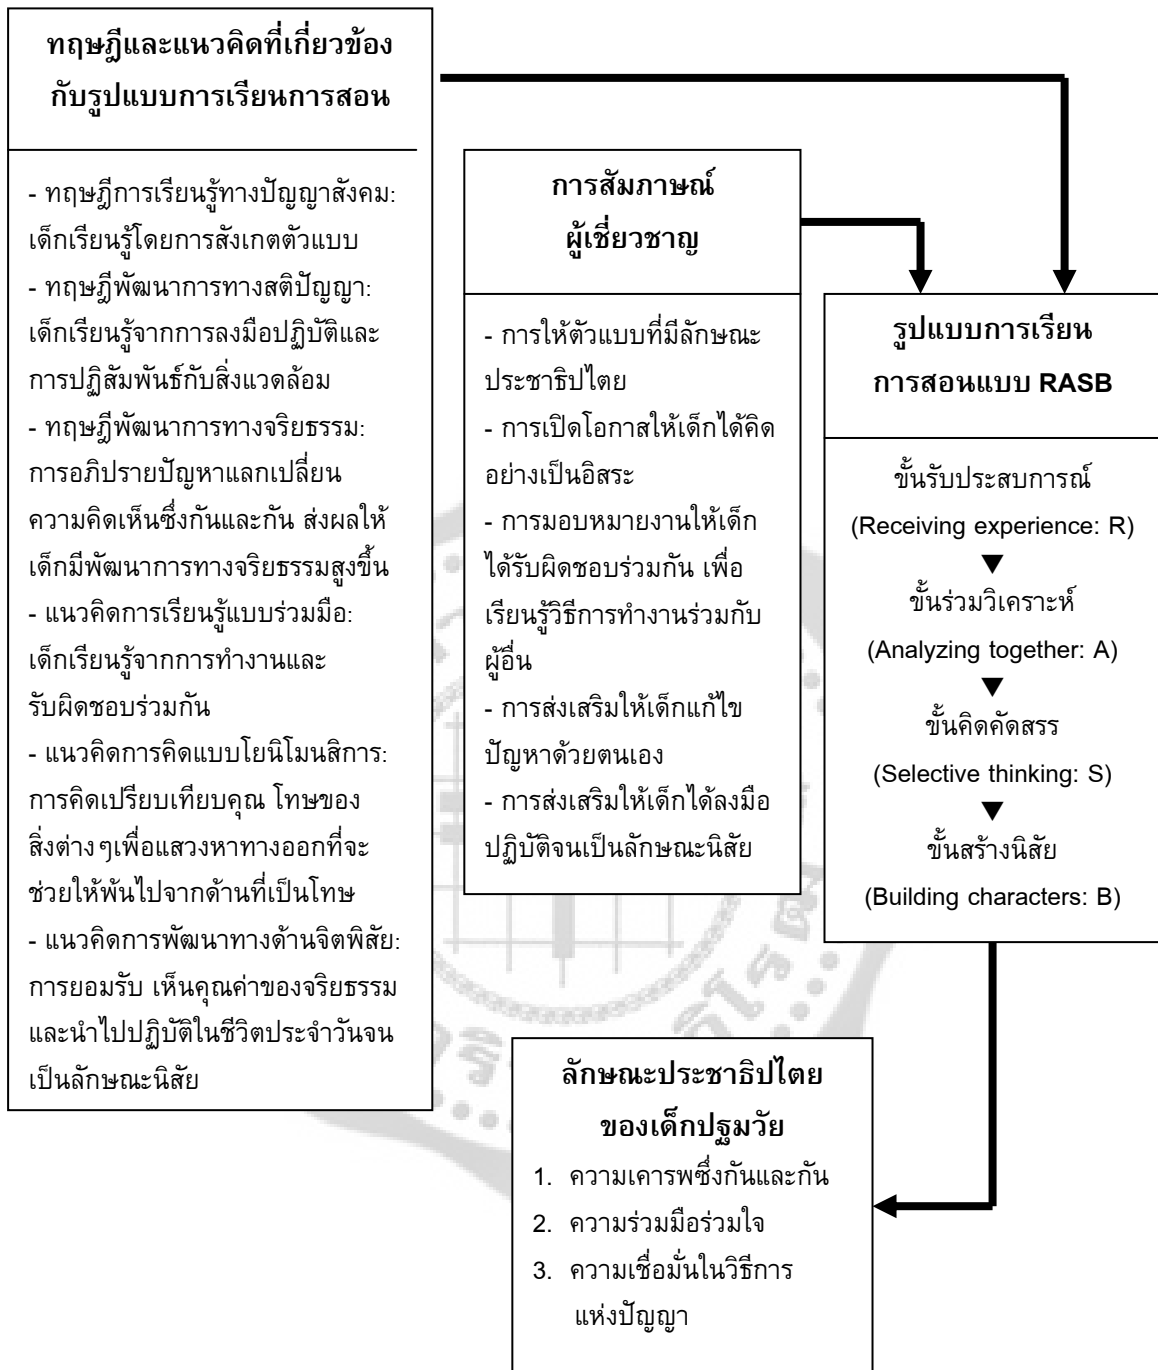 ทฤษฎีและแนวคิดที่เกี่ยวข้อง
กับรูปแบบการเรียนการสอน
- ทฤษฎีการเรียนรู้ทางปัญญาสังคม:
เด็กเรียนรู้โดยการสังเกตตัวแบบ
- ทฤษฎีพัฒนาการทางสติปัญญา:
เด็กเรียนรู้จากการลงมือปฏิบัติและ
การปฏิสัมพันธ์กับสิ่งแวดล้อม
- ทฤษฎีพัฒนาการทางจริยธรรม:
การอภิปรายปัญหาแลกเปลี่ยน
ความคิดเห็นซึ่งกันและกัน ส่งผลให้
เด็กมีพัฒนาการทางจริยธรรมสูงขึ้น
- แนวคิดการเรียนรู้แบบร่วมมือ:
เด็กเรียนรู้จากการทำงานและ
รับผิดชอบร่วมกัน
- แนวคิดการคิดแบบโยนิโมนสิการ:
การคิดเปรียบเทียบคุณ โทษของ
สิ่งต่าง ๆเพื่อแสวงหาทางออกที่จะ
ช่วยให้พ้นไปจากด้านที่เป็นโทษ
- แนวคิดการพัฒนาทางด้านจิตพิสัย:
การยอมรับ เห็นคุณค่าของจริยธรรม
และนำไปปฏิบัติในชีวิตประจำวันจน
เป็นลักษณะนิสัย
การสัมภาษณ์
ผู้เชี่ยวชาญ
- การให้ตัวแบบที่มีลักษณะ
ประชาธิปไตย
- การเปิดโอกาสให้เด็กได้คิด
อย่างเป็นอิสระ
- การมอบหมายงานให้เด็ก
ได้รับผิดชอบร่วมกัน เพื่อ
เรียนรู้วิธีการทำงานร่วมกับ
ผู้อื่น
- การส่งเสริมให้เด็กแก้ไข
ปัญหาด้วยตนเอง
- การส่งเสริมให้เด็กได้ลงมือ
ปฏิบัติจนเป็นลักษณะนิสัย
รูปแบบการเรียน
การสอนแบบ RASB
ขั้นรับประสบการณ์
(Receiving experience: R)
ขั้นร่วมวิเคราะห์
(Analyzing together: A)
ขั้นคิดคัดสรร
(Selective thinking: S)
ขั้นสร้างนิสัย
(Building characters: B)
ลักษณะประชาธิปไตย
ของเด็กปฐมวัย
1. ความเคารพซึ่งกันและกัน
2. ความร่วมมือร่วมใจ
3. ความเชื่อมั่นในวิธีการ
แห่งปัญญา